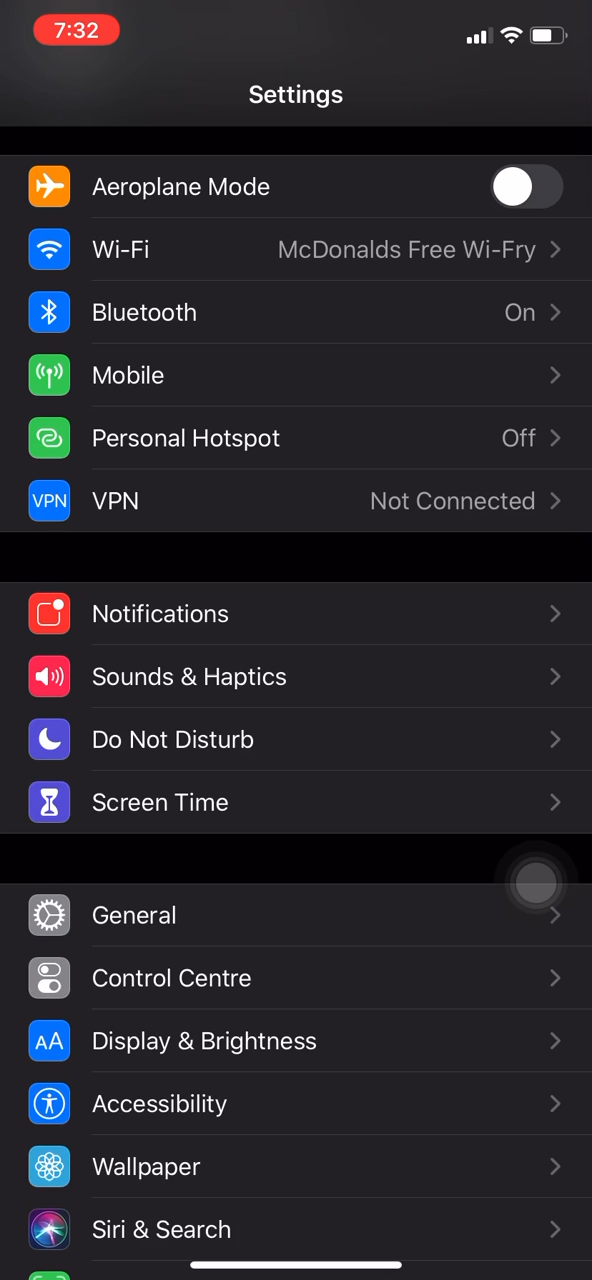 7:32
Settings
Aeroplane Mode
Wi-Fi McDonalds Free Wi-Fry
Bluetooth On
Mobile
Personal Hotspot Off
VPN VPN Not Connected
Notifications
Sounds & Haptics
Do Not Disturb
Screen Time
General
Control Centre
AA Display & Brightness
Accessibility
Wallpaper
Siri & Search